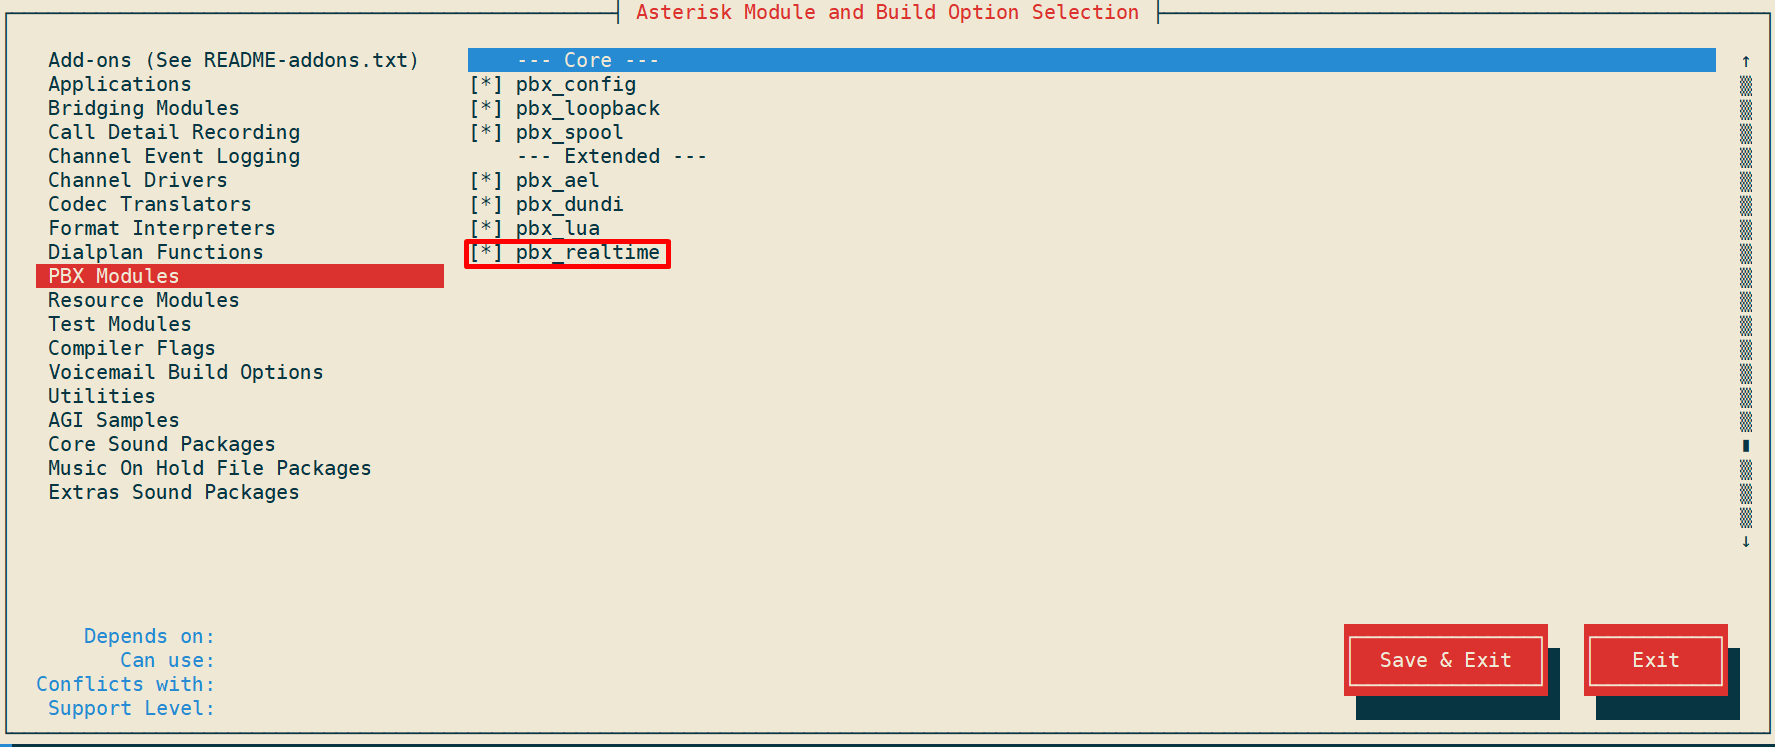 Asterisk Module and Build Option Selection
Add-ons (See README-addons.txt)
Applications
Bridging Modules
Call Detail Recording
Channel Event Logging
Channel Drivers
Codec Translators
Format Interpreters
Dialplan Functions
PBX Modules
Resource Modules
Test Modules
Compiler Flags
Voicemail Build Options
Utilities
AGI Samples
Core Sound Packages
Music On Hold File Packages
Extras Sound Packages
--- Core ---
[*] pbx_config
[*] pbx_loopback
[*] pbx_spool
--- Extended ---
[*] pbx_ael
[*] pbx_dundi
[*] pbx_lua
[*] pbx_realtime
Depends on:
Can use:
Conflicts with:
Support Level:
Save & Exit
Exit